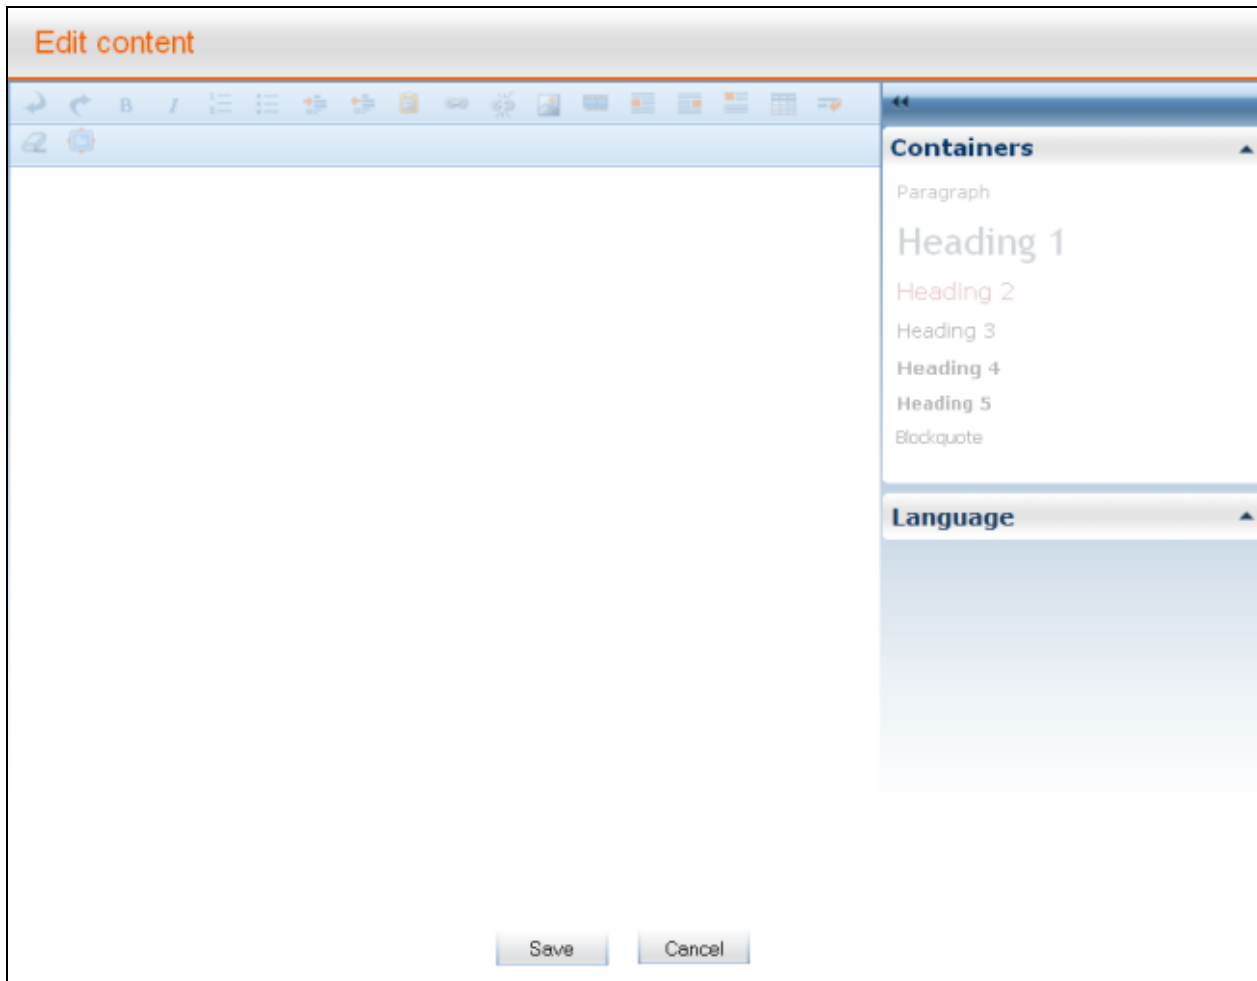 Edit content
B I
Containers
Paragraph
Heading 1
Heading 2
Heading 3
Heading 4
Heading 5
Blockquote
Language
Save Cancel